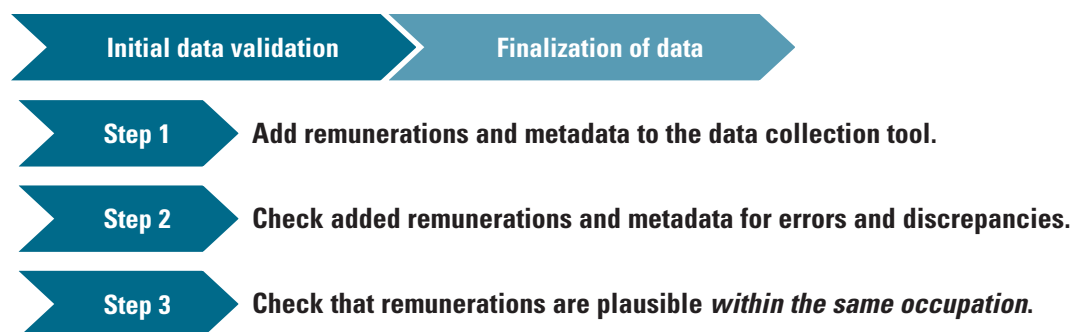 Initial data validation
Finalization of data
Step 1
Add remunerations and metadata to the data collection tool.
Step 2
Check added remunerations and metadata for errors and discrepancies.
Step 3
Check that remunerations are plausible within the same occupation.